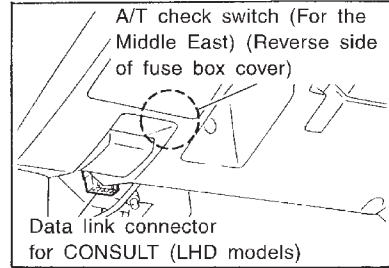 A/T check switch (For the
Middle East) (Reverse side
of fuse box cover)
Data link connector
for CONSULT (LHD models)